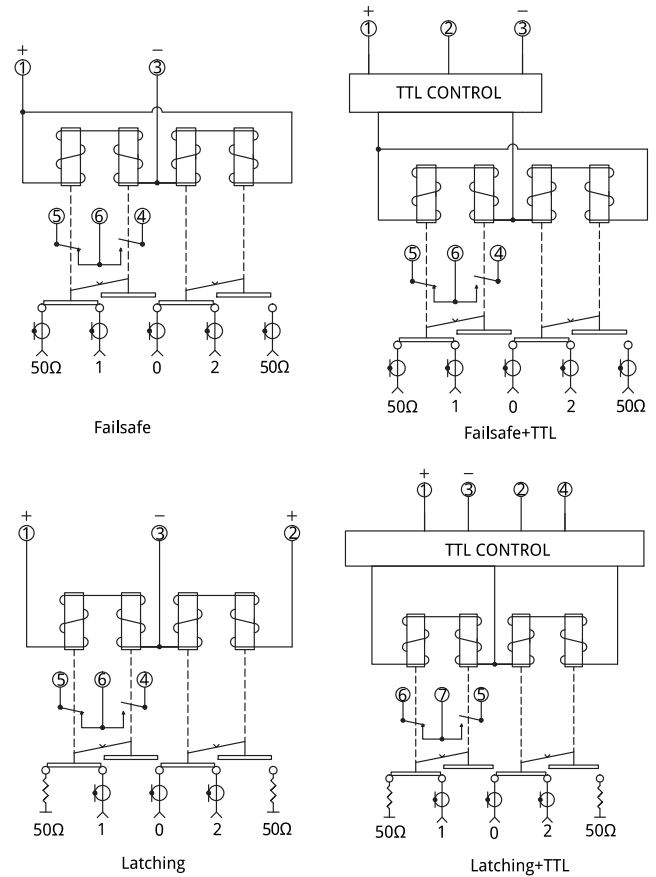 + −
① ③
⑤ ⑥ ④
50Ω 1 0 2 50Ω
Failsafe
+ −
① ② ③
TTL CONTROL
⑤ ⑥ ④
50Ω 1 0 2 50Ω
Failsafe+TTL
+ − +
① ③ ②
⑤ ⑥ ④
50Ω 1 0 2 50Ω
Latching
+ −
① ③ ② ④
TTL CONTROL
⑥ ⑦ ⑤
50Ω 1 0 2 50Ω
Latching+TTL